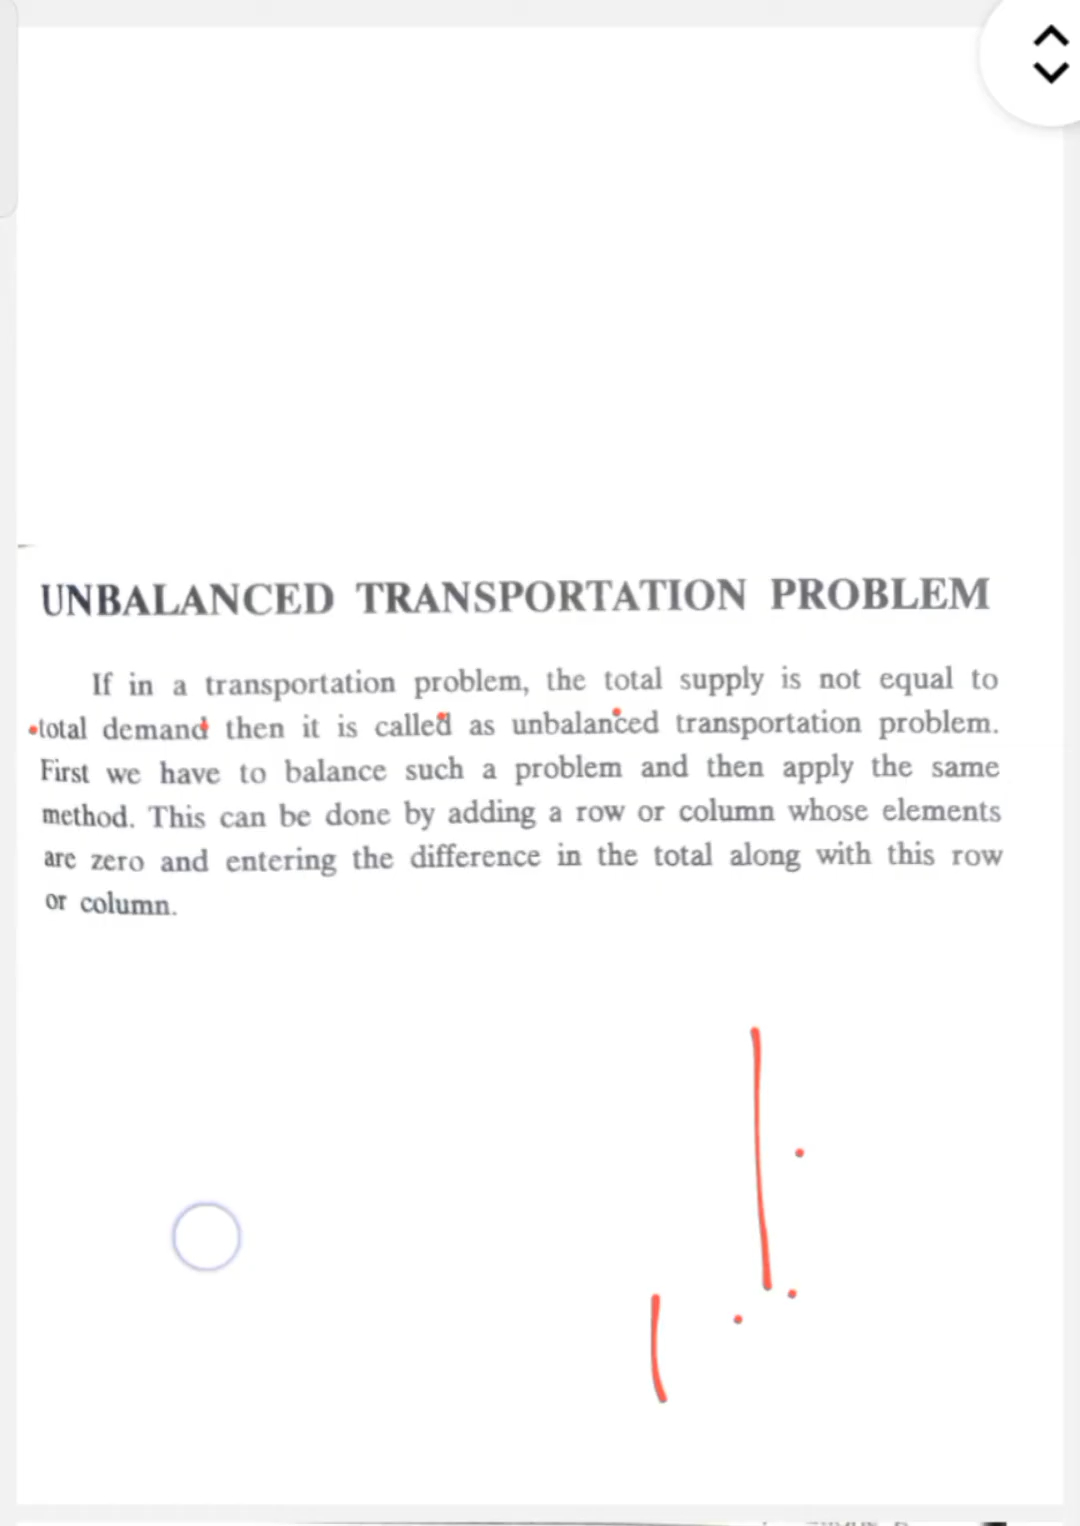 UNBALANCED TRANSPORTATION PROBLEM
If in a transportation problem, the total supply is not equal to
total demand then it is called as unbalanced transportation problem.
First we have to balance such a problem and then apply the same
method. This can be done by adding a row or column whose elements
are zero and entering the difference in the total along with this row
or column.